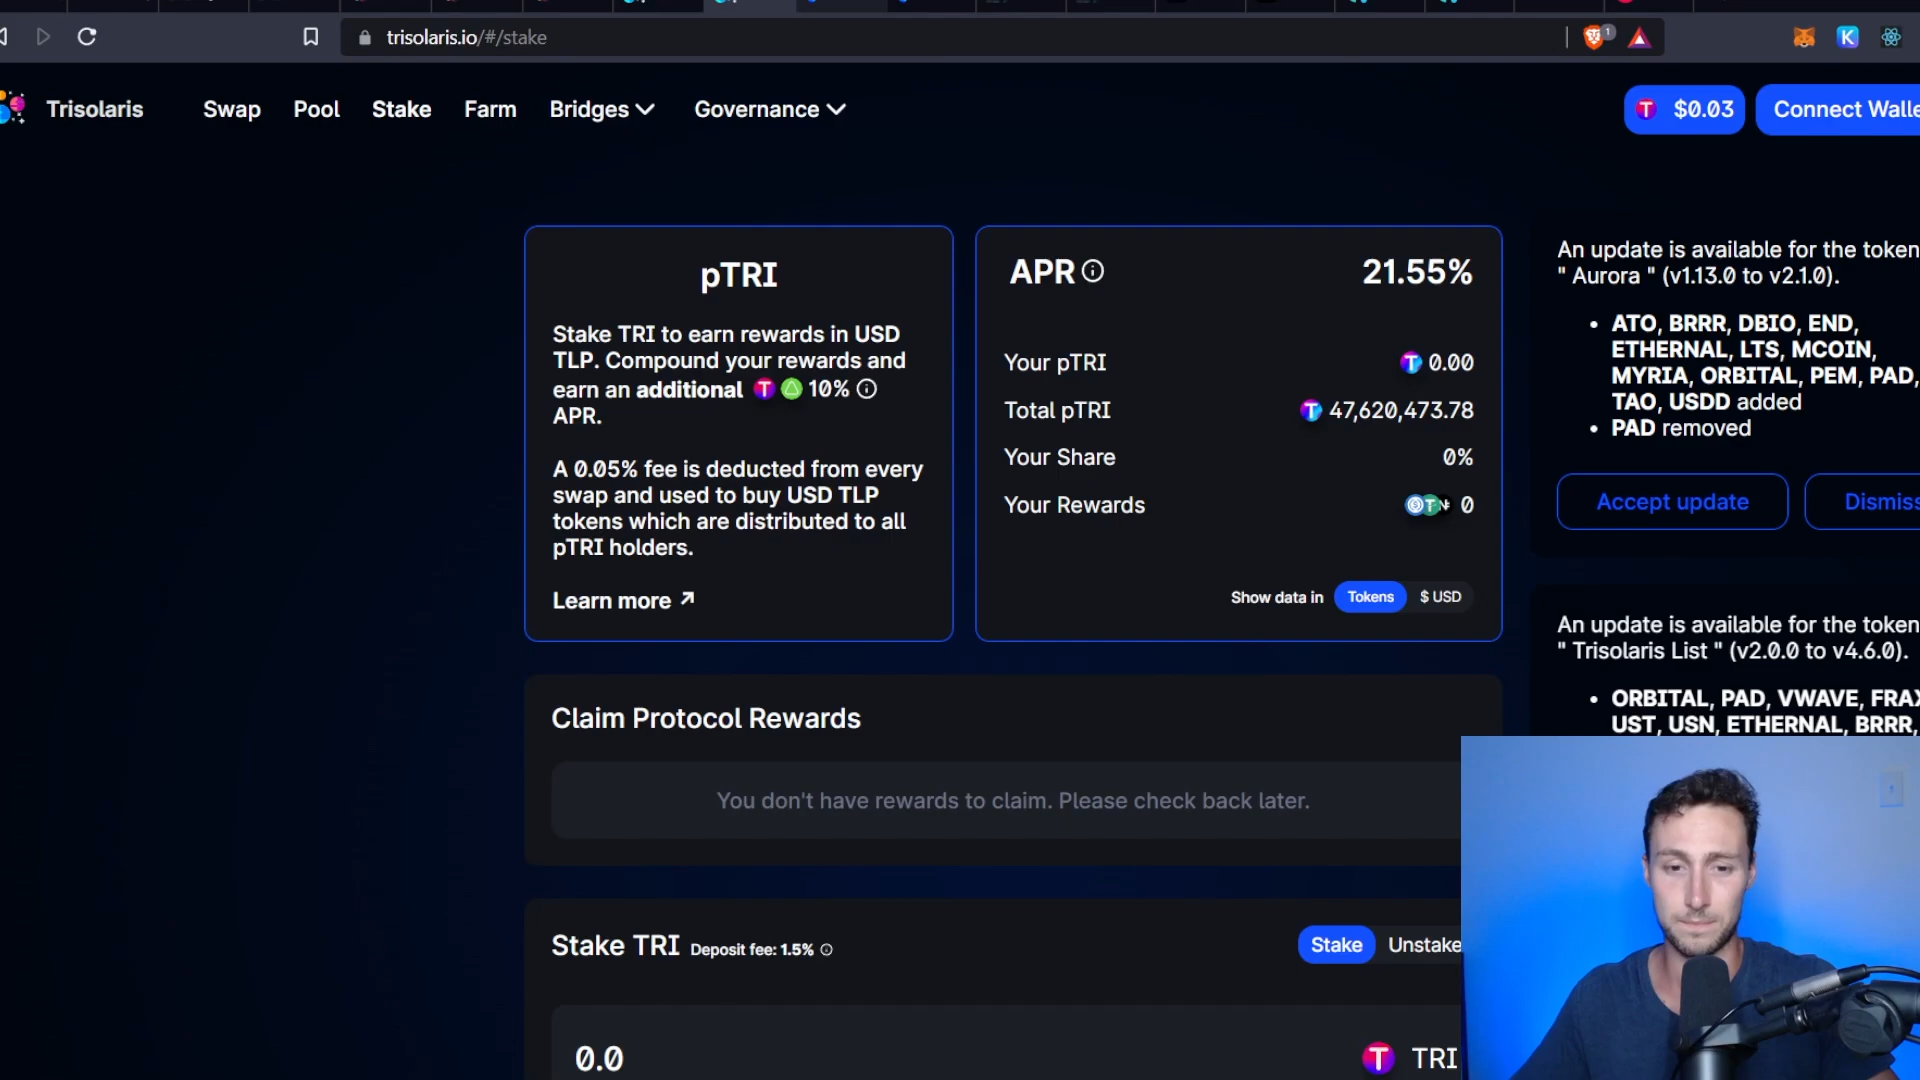 trisolaris.io/#/stake
1
K
Trisolaris
Swap
Pool
Stake
Farm
Bridges
Governance
T $0.03
Connect Walle
pTRI
Stake TRI to earn rewards in USD
TLP. Compound your rewards and
earn an additional T 10%
APR.
A 0.05% fee is deducted from every
swap and used to buy USD TLP
tokens which are distributed to all
pTRI holders.
Learn more
APR 21.55%
Your pTRI T 0.00
Total pTRI T 47,620,473.78
Your Share 0%
Your Rewards 0
Show data in Tokens $ USD
An update is available for the token
" Aurora " (v1.13.0 to v2.1.0).
• ATO, BRRR, DBIO, END,
ETHERNAL, LTS, MCOIN,
MYRIA, ORBITAL, PEM, PAD,
TAO, USDD added
• PAD removed
Accept update
Dismiss
An update is available for the token
" Trisolaris List " (v2.0.0 to v4.6.0).
• ORBITAL, PAD, VWAVE, FRAX
UST, USN, ETHERNAL, BRRR,
Claim Protocol Rewards
You don't have rewards to claim. Please check back later.
Stake TRI Deposit fee: 1.5%
Stake
Unstake
0.0
T TRI